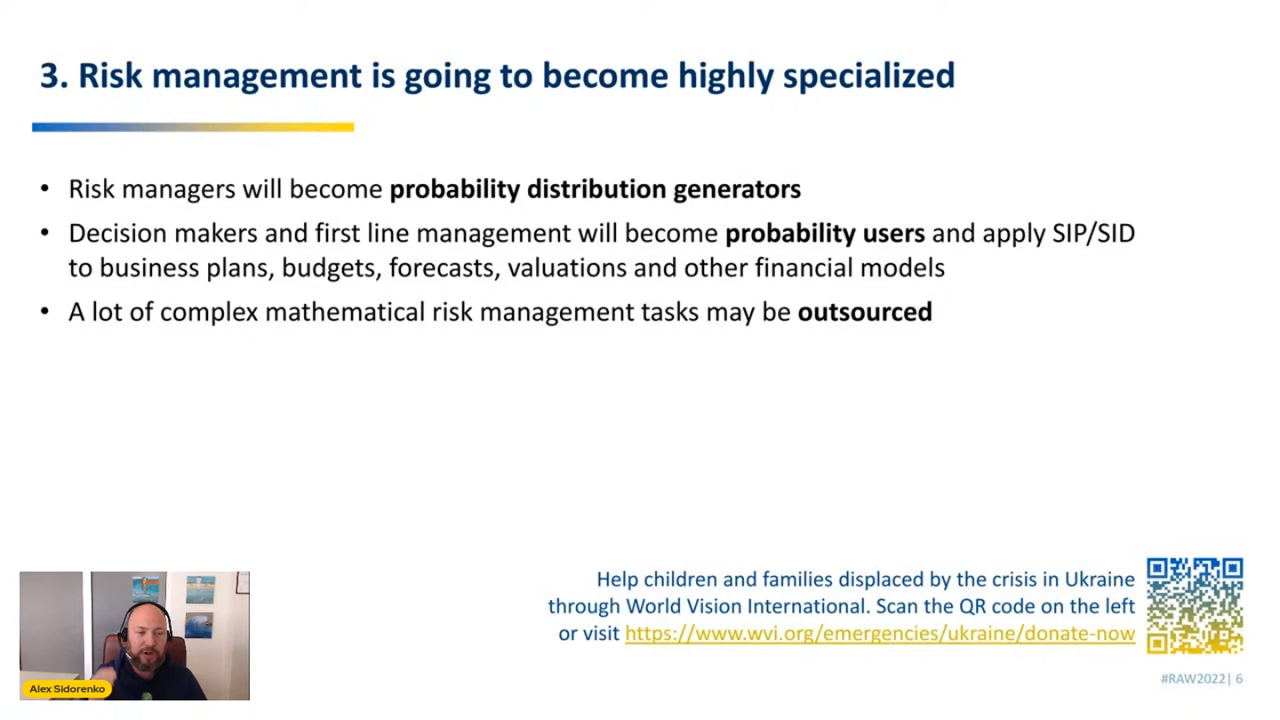 3. Risk management is going to become highly specialized
• Risk managers will become probability distribution generators
• Decision makers and first line management will become probability users and apply SIP/SID
to business plans, budgets, forecasts, valuations and other financial models
• A lot of complex mathematical risk management tasks may be outsourced
Help children and families displaced by the crisis in Ukraine
through World Vision International. Scan the QR code on the left
or visit https://www.wvi.org/emergencies/ukraine/donate-now
Alex Sidorenko
#RAW2022| 6